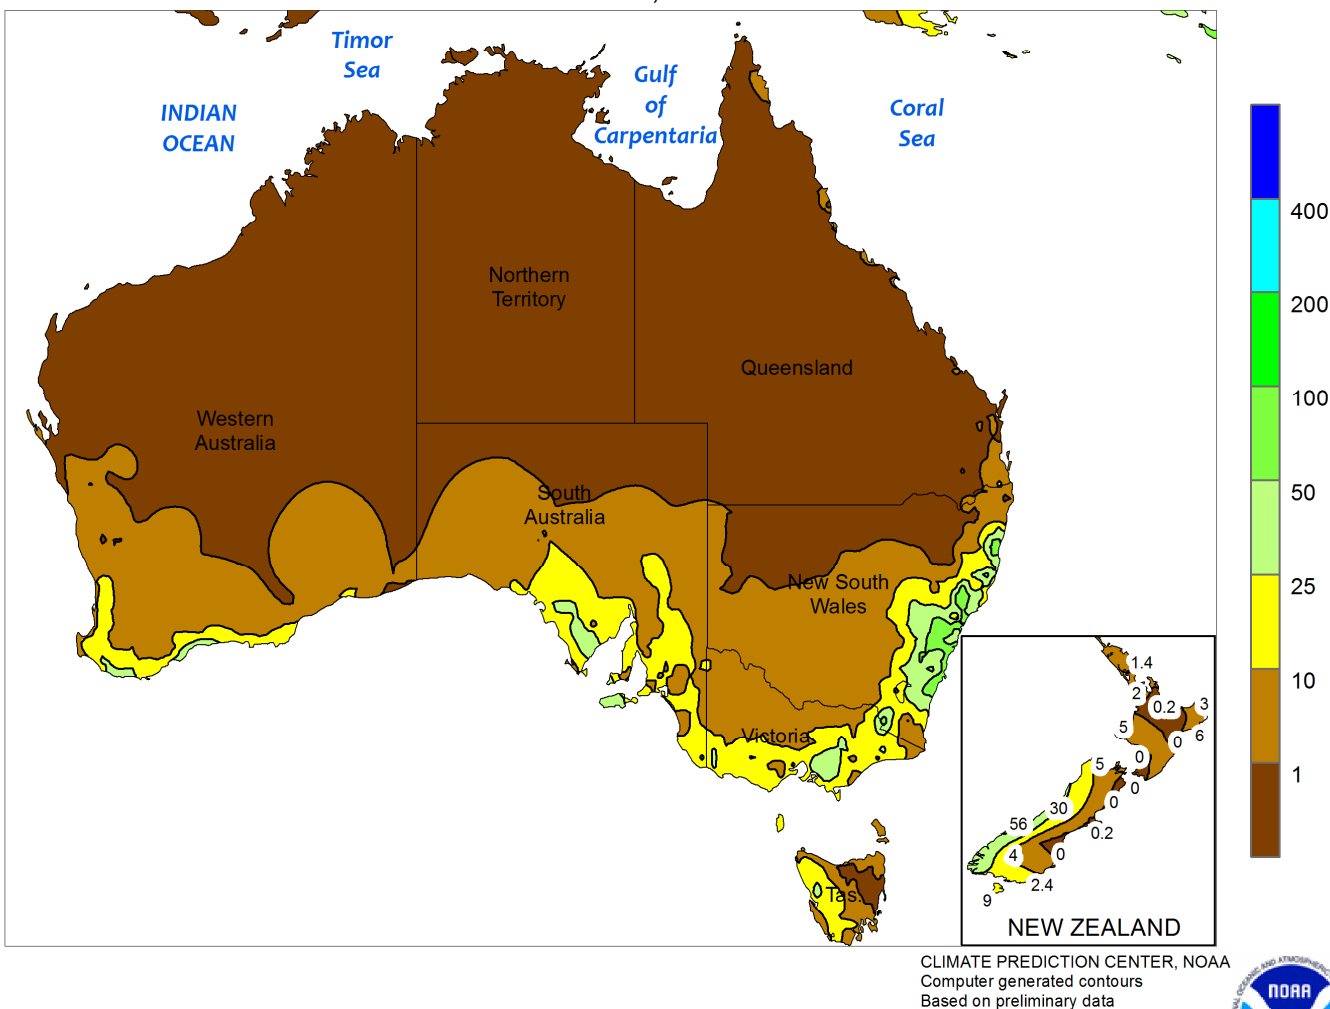 Timor
Sea
INDIAN
OCEAN
Gulf
of
Carpentaria
Coral
Sea
Northern
Territory
Queensland
Western
Australia
South
Australia
New South
Wales
Victoria
Tas.
400
200
100
50
25
10
1
1.4
2
0.2
3
5
6
0
0
5
0
0
30
56
0.2
4
0
2.4
9
NEW ZEALAND
CLIMATE PREDICTION CENTER, NOAA
Computer generated contours
Based on preliminary data
NOAA